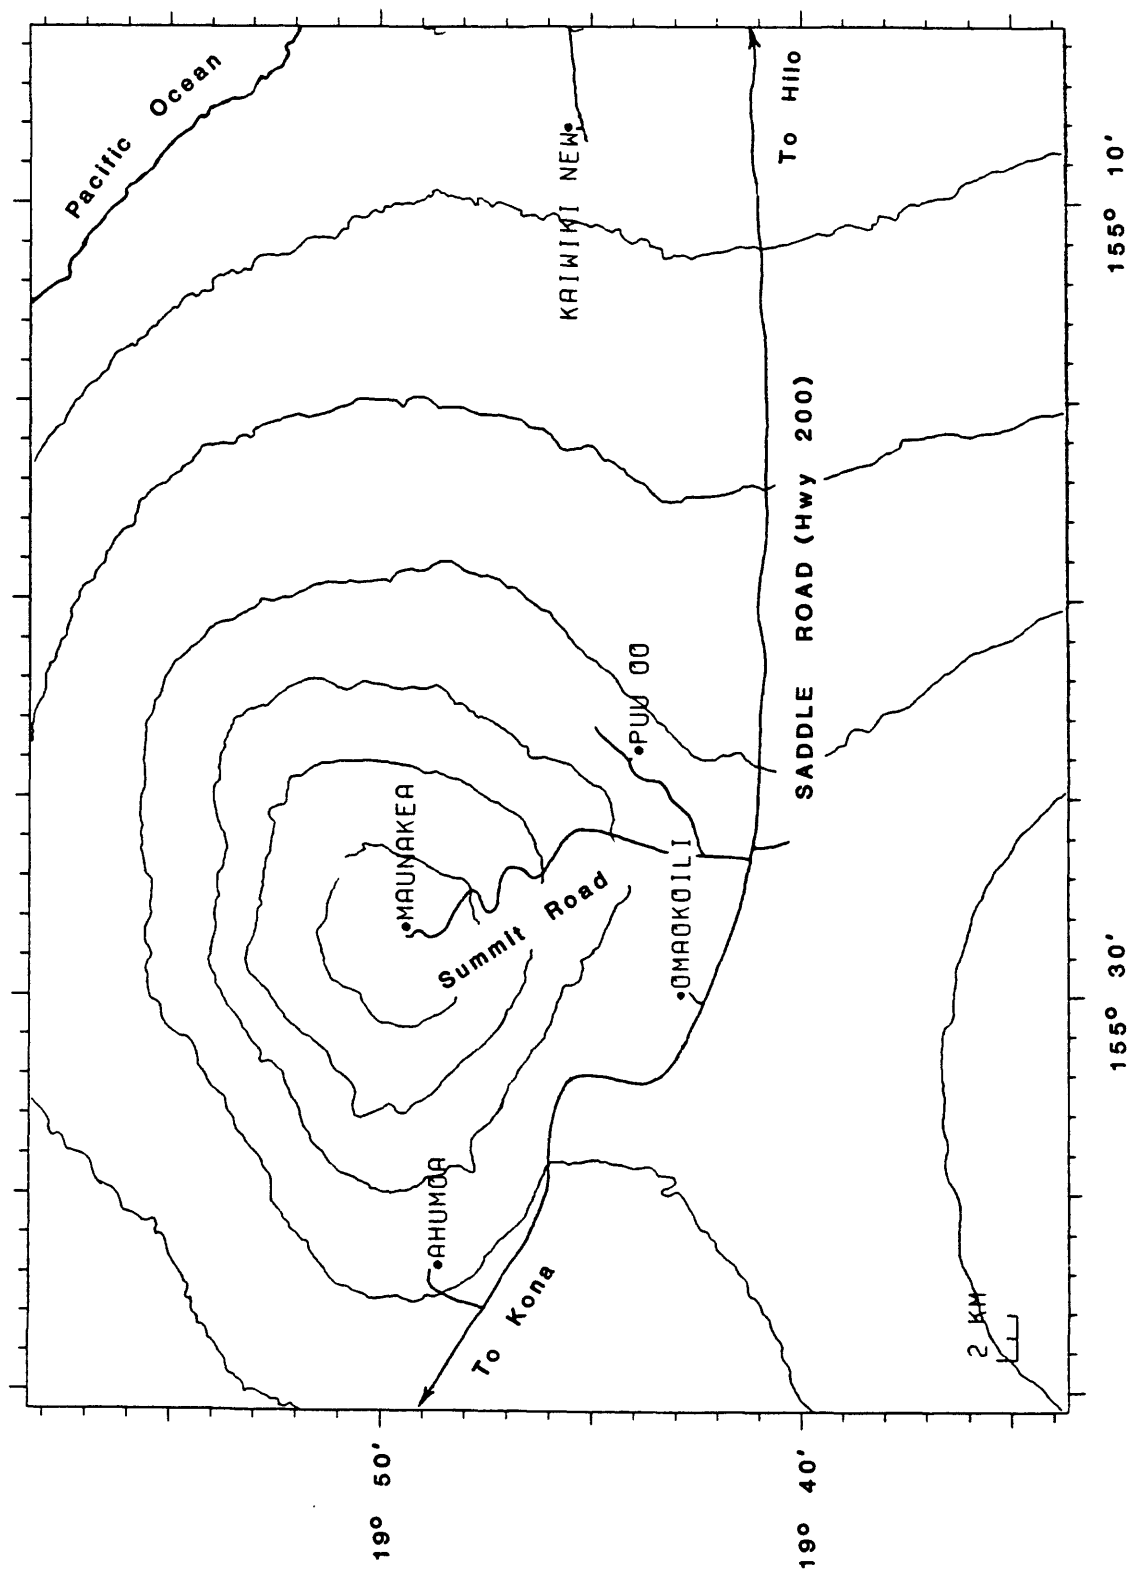 Pacific Ocean
KAIWIKI NEW
To Hilo
MAUNAKEA
PUU OO
SADDLE ROAD (Hwy 200)
Summit Road
OMAOKOILI
AHUMOA
To Kona
2 KM
19° 50'
19° 40'
155° 30'
155° 10'